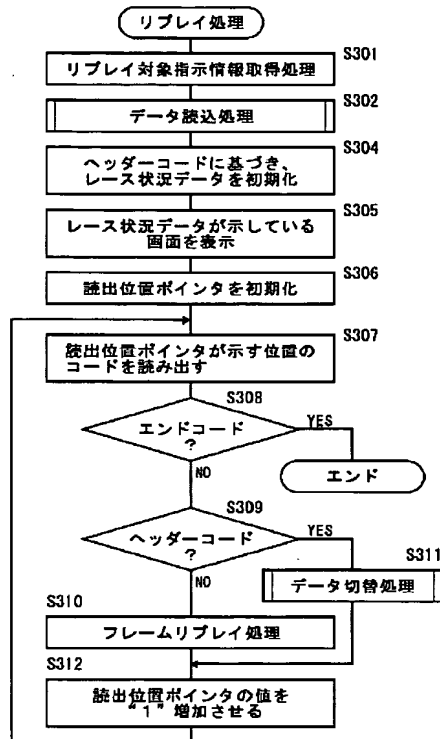 リプレイ処理
S301
リプレイ対象指示情報取得処理
S302
データ読込処理
S304
ヘッダーコードに基づき、
レース状況データを初期化
S305
レース状況データが示している
画面を表示
S306
読出位置ポインタを初期化
S307
読出位置ポインタが示す位置の
コードを読み出す
S308
エンドコード
?
YES
エンド
NO
S309
ヘッダーコード
?
YES
S311
データ切替処理
NO
S310
フレームリプレイ処理
S312
読出位置ポインタの値を
“1”増加させる